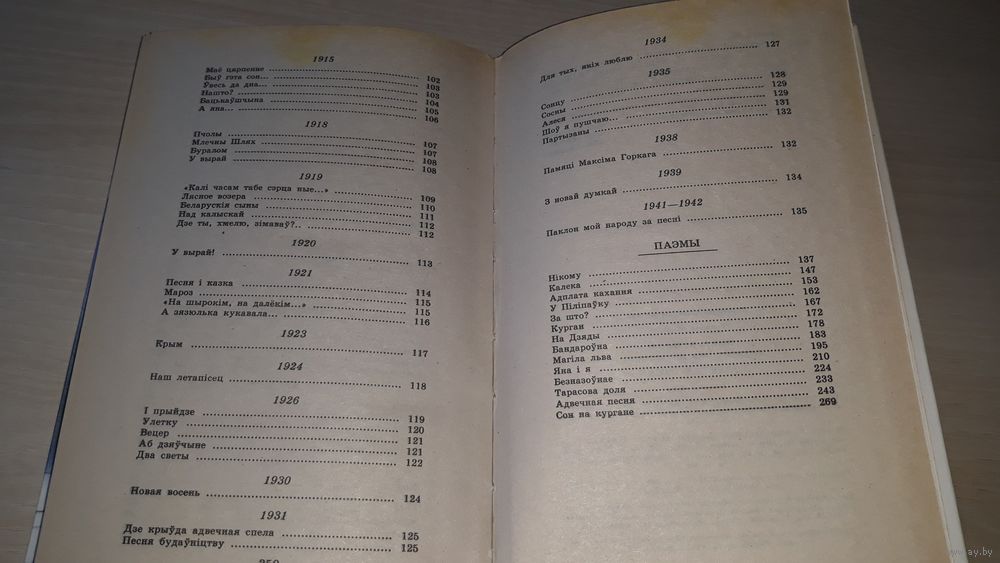 1915
Маё цярпенне 102
Быў гэта сон... 103
Ўвесь да дна... 103
Нашто? 104
Бацькаўшчына 105
А яна... 106
1918
Пчолы 107
Млечны Шлях 107
Буралом 108
У вырай 108
1919
«Калі часам табе сэрца ные...» 109
Лясное возера 110
Беларускія сыны 111
Над калыскай 112
Дзе ты, хмелю, зімаваў?.. 112
1920
У вырай! 113
1921
Песня і казка 114
Мароз 115
«На шырокім, на далёкім...» 115
А зязюлька кукавала... 116
1923
Крым 117
1924
Наш летапісец 118
1926
І прыйдзе 119
Улетку 120
Вецер 121
Аб дзяўчыне 121
Два светы 122
1930
Новая восень 124
1931
Дзе крыўда адвечная спела 125
Песня будаўніцтву 125
1934
Для тых, якіх люблю 127
1935
Сонцу 128
Сосны 129
Алеся 129
Шоў я пушчаю... 131
Партызаны 132
1938
Памяці Максіма Горкага 132
1939
З новай думкай 134
1941—1942
Паклон мой народу за песні 135
ПАЭМЫ
Нікому 137
Калека 147
Адплата кахання 153
У Піліпаўку 162
За што? 167
Курган 172
На Дзяды 178
Бандароўна 183
Магіла льва 195
Яна і я 210
Безназоўнае 224
Тарасова доля 233
Адвечная песня 243
Сон на кургане 269
www.ay.by